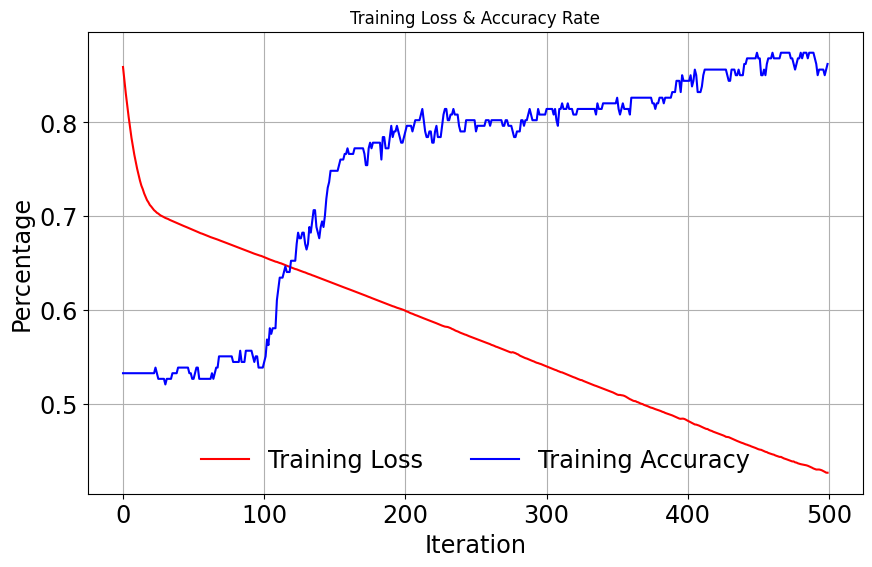 Training Loss & Accuracy Rate
Percentage
0.8
0.7
0.6
0.5
Training Loss
Training Accuracy
0 100 200 300 400 500
Iteration